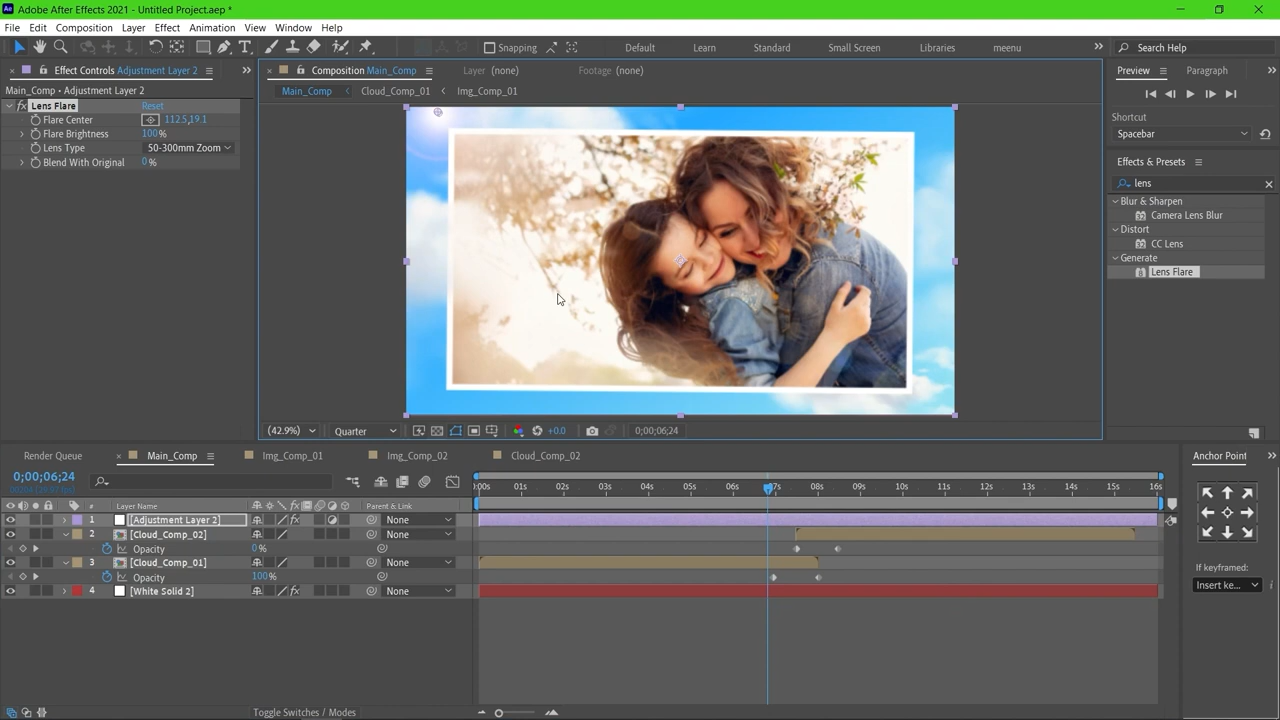 Ae Adobe After Effects 2021 - Untitled Project.aep *
File Edit Composition Layer Effect Animation View Window Help
Snapping Default Learn Standard Small Screen Libraries meenu Search Help
Effect Controls Adjustment Layer 2
Main_Comp • Adjustment Layer 2
fx Lens Flare Reset
Flare Center 112.5,19.1
Flare Brightness 100%
Lens Type 50-300mm Zoom
Blend With Original 0%
Composition Main_Comp Layer (none) Footage (none)
Main_Comp Cloud_Comp_01 Img_Comp_01
(42.9%) Quarter +0.0 0;00;06;24
Preview Paragraph
Shortcut
Spacebar
Effects & Presets
lens
Blur & Sharpen
Camera Lens Blur
Distort
CC Lens
Generate
Lens Flare
Render Queue Main_Comp Img_Comp_01 Img_Comp_02 Cloud_Comp_02
0;00;06;24
# Layer Name Parent & Link
:00s 01s 02s 03s 04s 05s 06s 07s 08s 09s 10s 11s 12s 13s 14s 15s 16s
1 [Adjustment Layer 2] fx None
2 [Cloud_Comp_02] None
Opacity 0%
3 [Cloud_Comp_01] None
Opacity 100%
4 [White Solid 2] fx None
Toggle Switches / Modes
Anchor Point
If keyframed:
Insert ke...